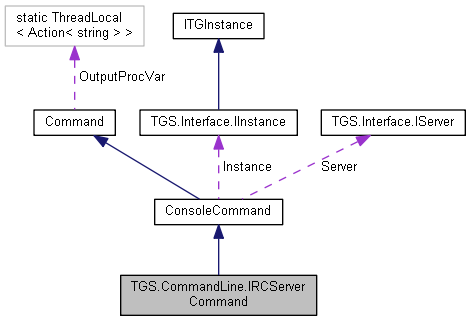 static ThreadLocal
< Action< string > >
ITGInstance
OutputProcVar
Command
TGS.Interface.IInstance
TGS.Interface.IServer
Instance
Server
ConsoleCommand
TGS.CommandLine.IRCServer
Command